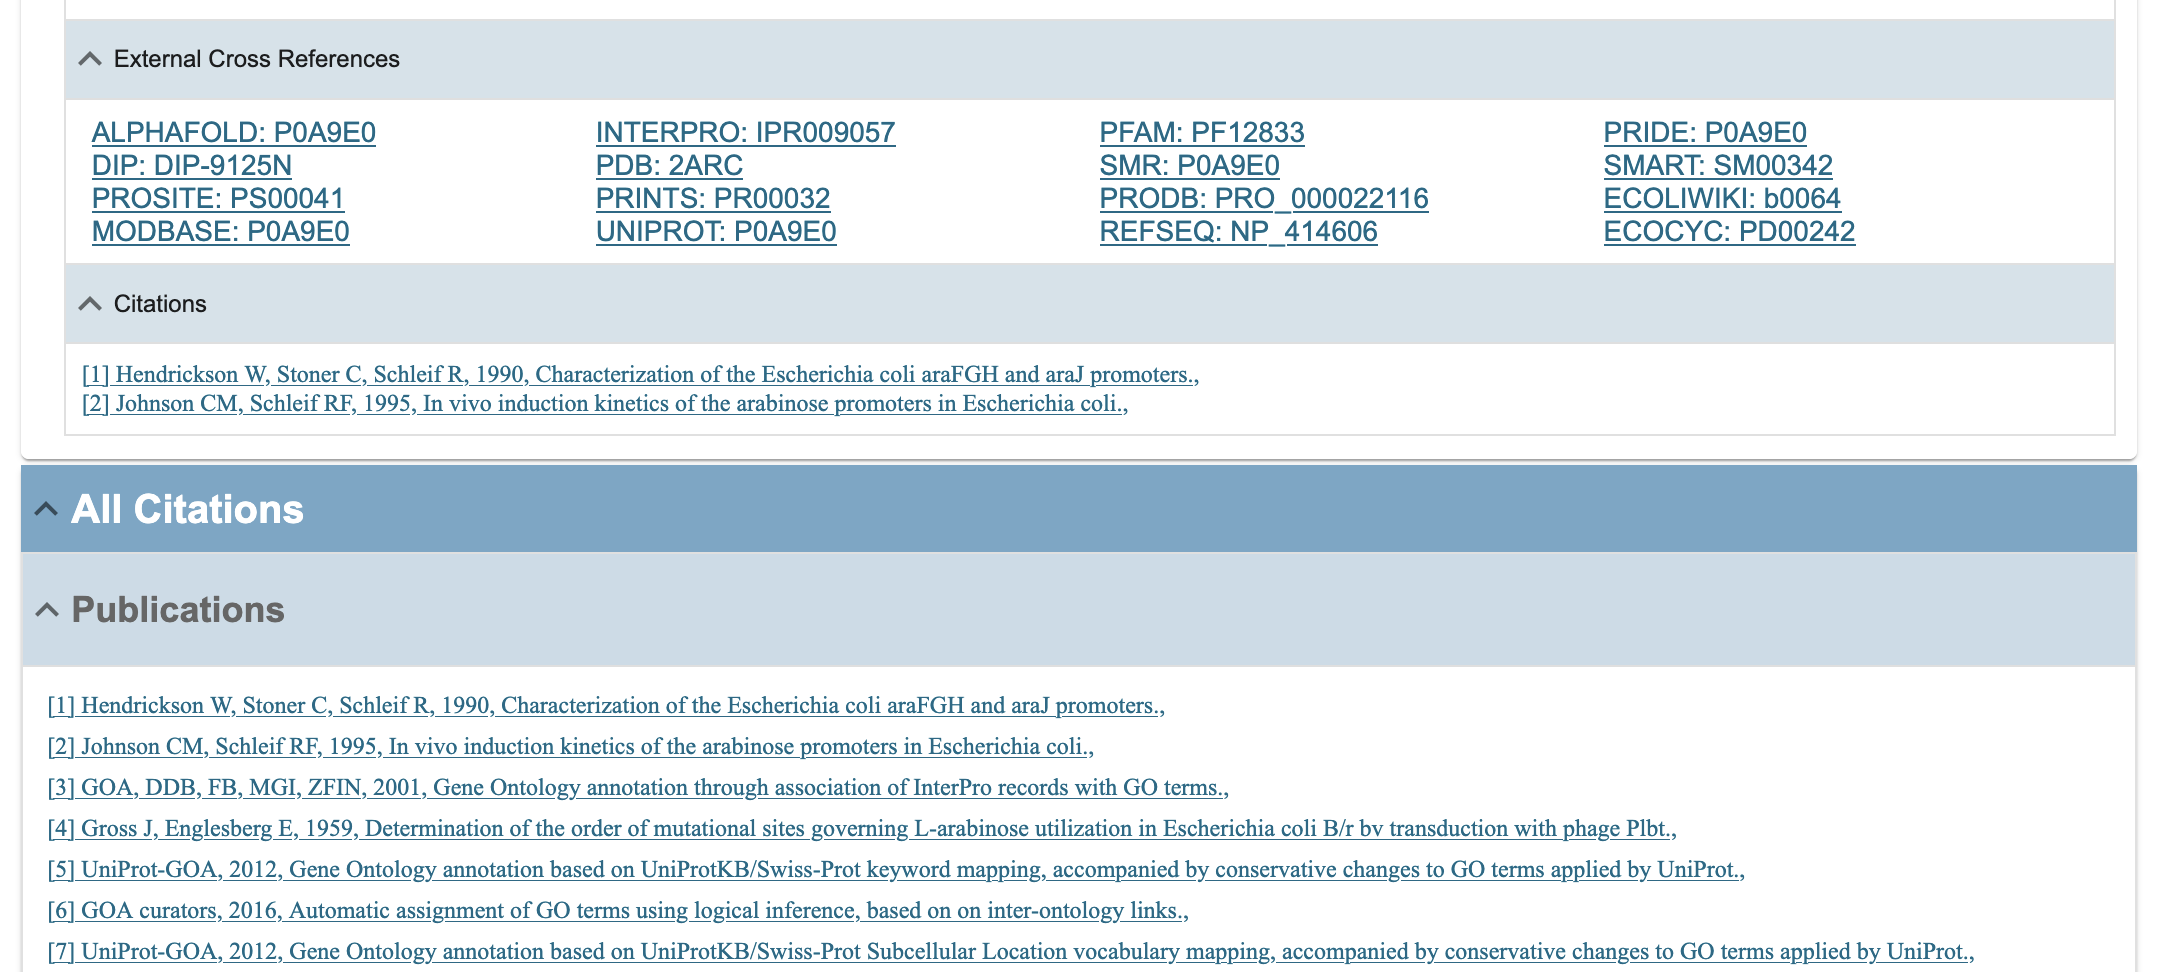 External Cross References
ALPHAFOLD: P0A9E0 INTERPRO: IPR009057 PFAM: PF12833 PRIDE: P0A9E0
DIP: DIP-9125N PDB: 2ARC SMR: P0A9E0 SMART: SM00342
PROSITE: PS00041 PRINTS: PR00032 PRODB: PRO_000022116 ECOLIWIKI: b0064
MODBASE: P0A9E0 UNIPROT: P0A9E0 REFSEQ: NP_414606 ECOCYC: PD00242
Citations
[1] Hendrickson W, Stoner C, Schleif R, 1990, Characterization of the Escherichia coli araFGH and araJ promoters.,
[2] Johnson CM, Schleif RF, 1995, In vivo induction kinetics of the arabinose promoters in Escherichia coli.,
All Citations
Publications
[1] Hendrickson W, Stoner C, Schleif R, 1990, Characterization of the Escherichia coli araFGH and araJ promoters.,
[2] Johnson CM, Schleif RF, 1995, In vivo induction kinetics of the arabinose promoters in Escherichia coli.,
[3] GOA, DDB, FB, MGI, ZFIN, 2001, Gene Ontology annotation through association of InterPro records with GO terms.,
[4] Gross J, Englesberg E, 1959, Determination of the order of mutational sites governing L-arabinose utilization in Escherichia coli B/r bv transduction with phage Plbt.,
[5] UniProt-GOA, 2012, Gene Ontology annotation based on UniProtKB/Swiss-Prot keyword mapping, accompanied by conservative changes to GO terms applied by UniProt.,
[6] GOA curators, 2016, Automatic assignment of GO terms using logical inference, based on on inter-ontology links.,
[7] UniProt-GOA, 2012, Gene Ontology annotation based on UniProtKB/Swiss-Prot Subcellular Location vocabulary mapping, accompanied by conservative changes to GO terms applied by UniProt.,